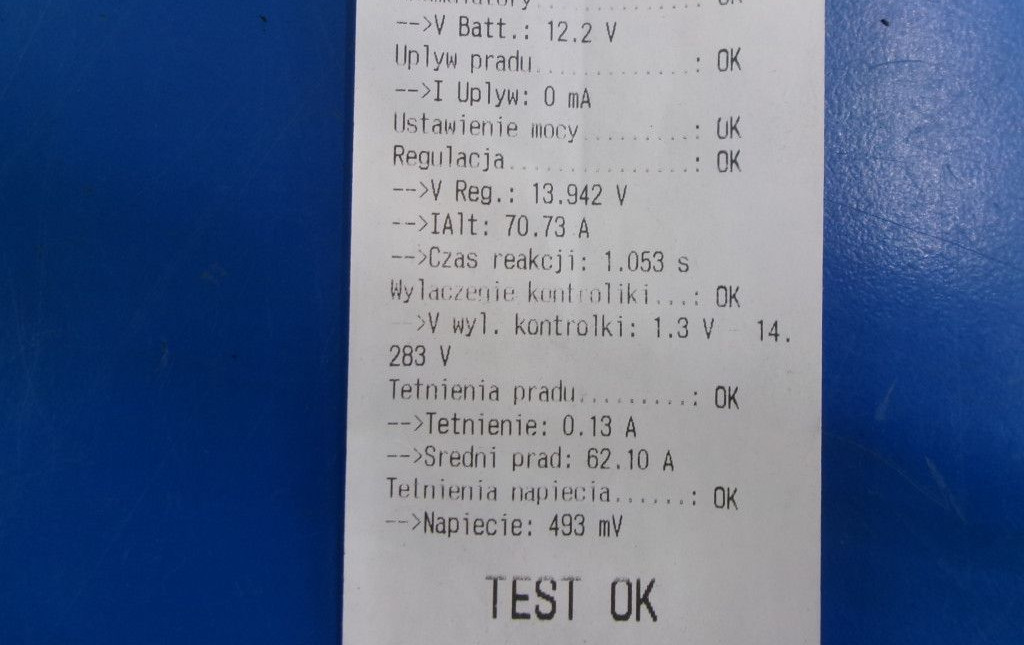 OK
-->V Batt.: 12.2 V
Uplyw pradu.............: OK
-->I Uplyw: 0 mA
Ustawienie mocy.........: OK
Regulacja...............: OK
-->V Reg.: 13.942 V
-->IAlt: 70.73 A
-->Czas reakcji: 1.053 s
Wylaczenie kontroliki...: OK
-->V wyl. kontrolki: 1.3 V - 14.
283 V
Tetnienia pradu.........: OK
-->Tetnienie: 0.13 A
-->Sredni prad: 62.10 A
Tetnienia napiecia......: OK
-->Napiecie: 493 mV
TEST OK